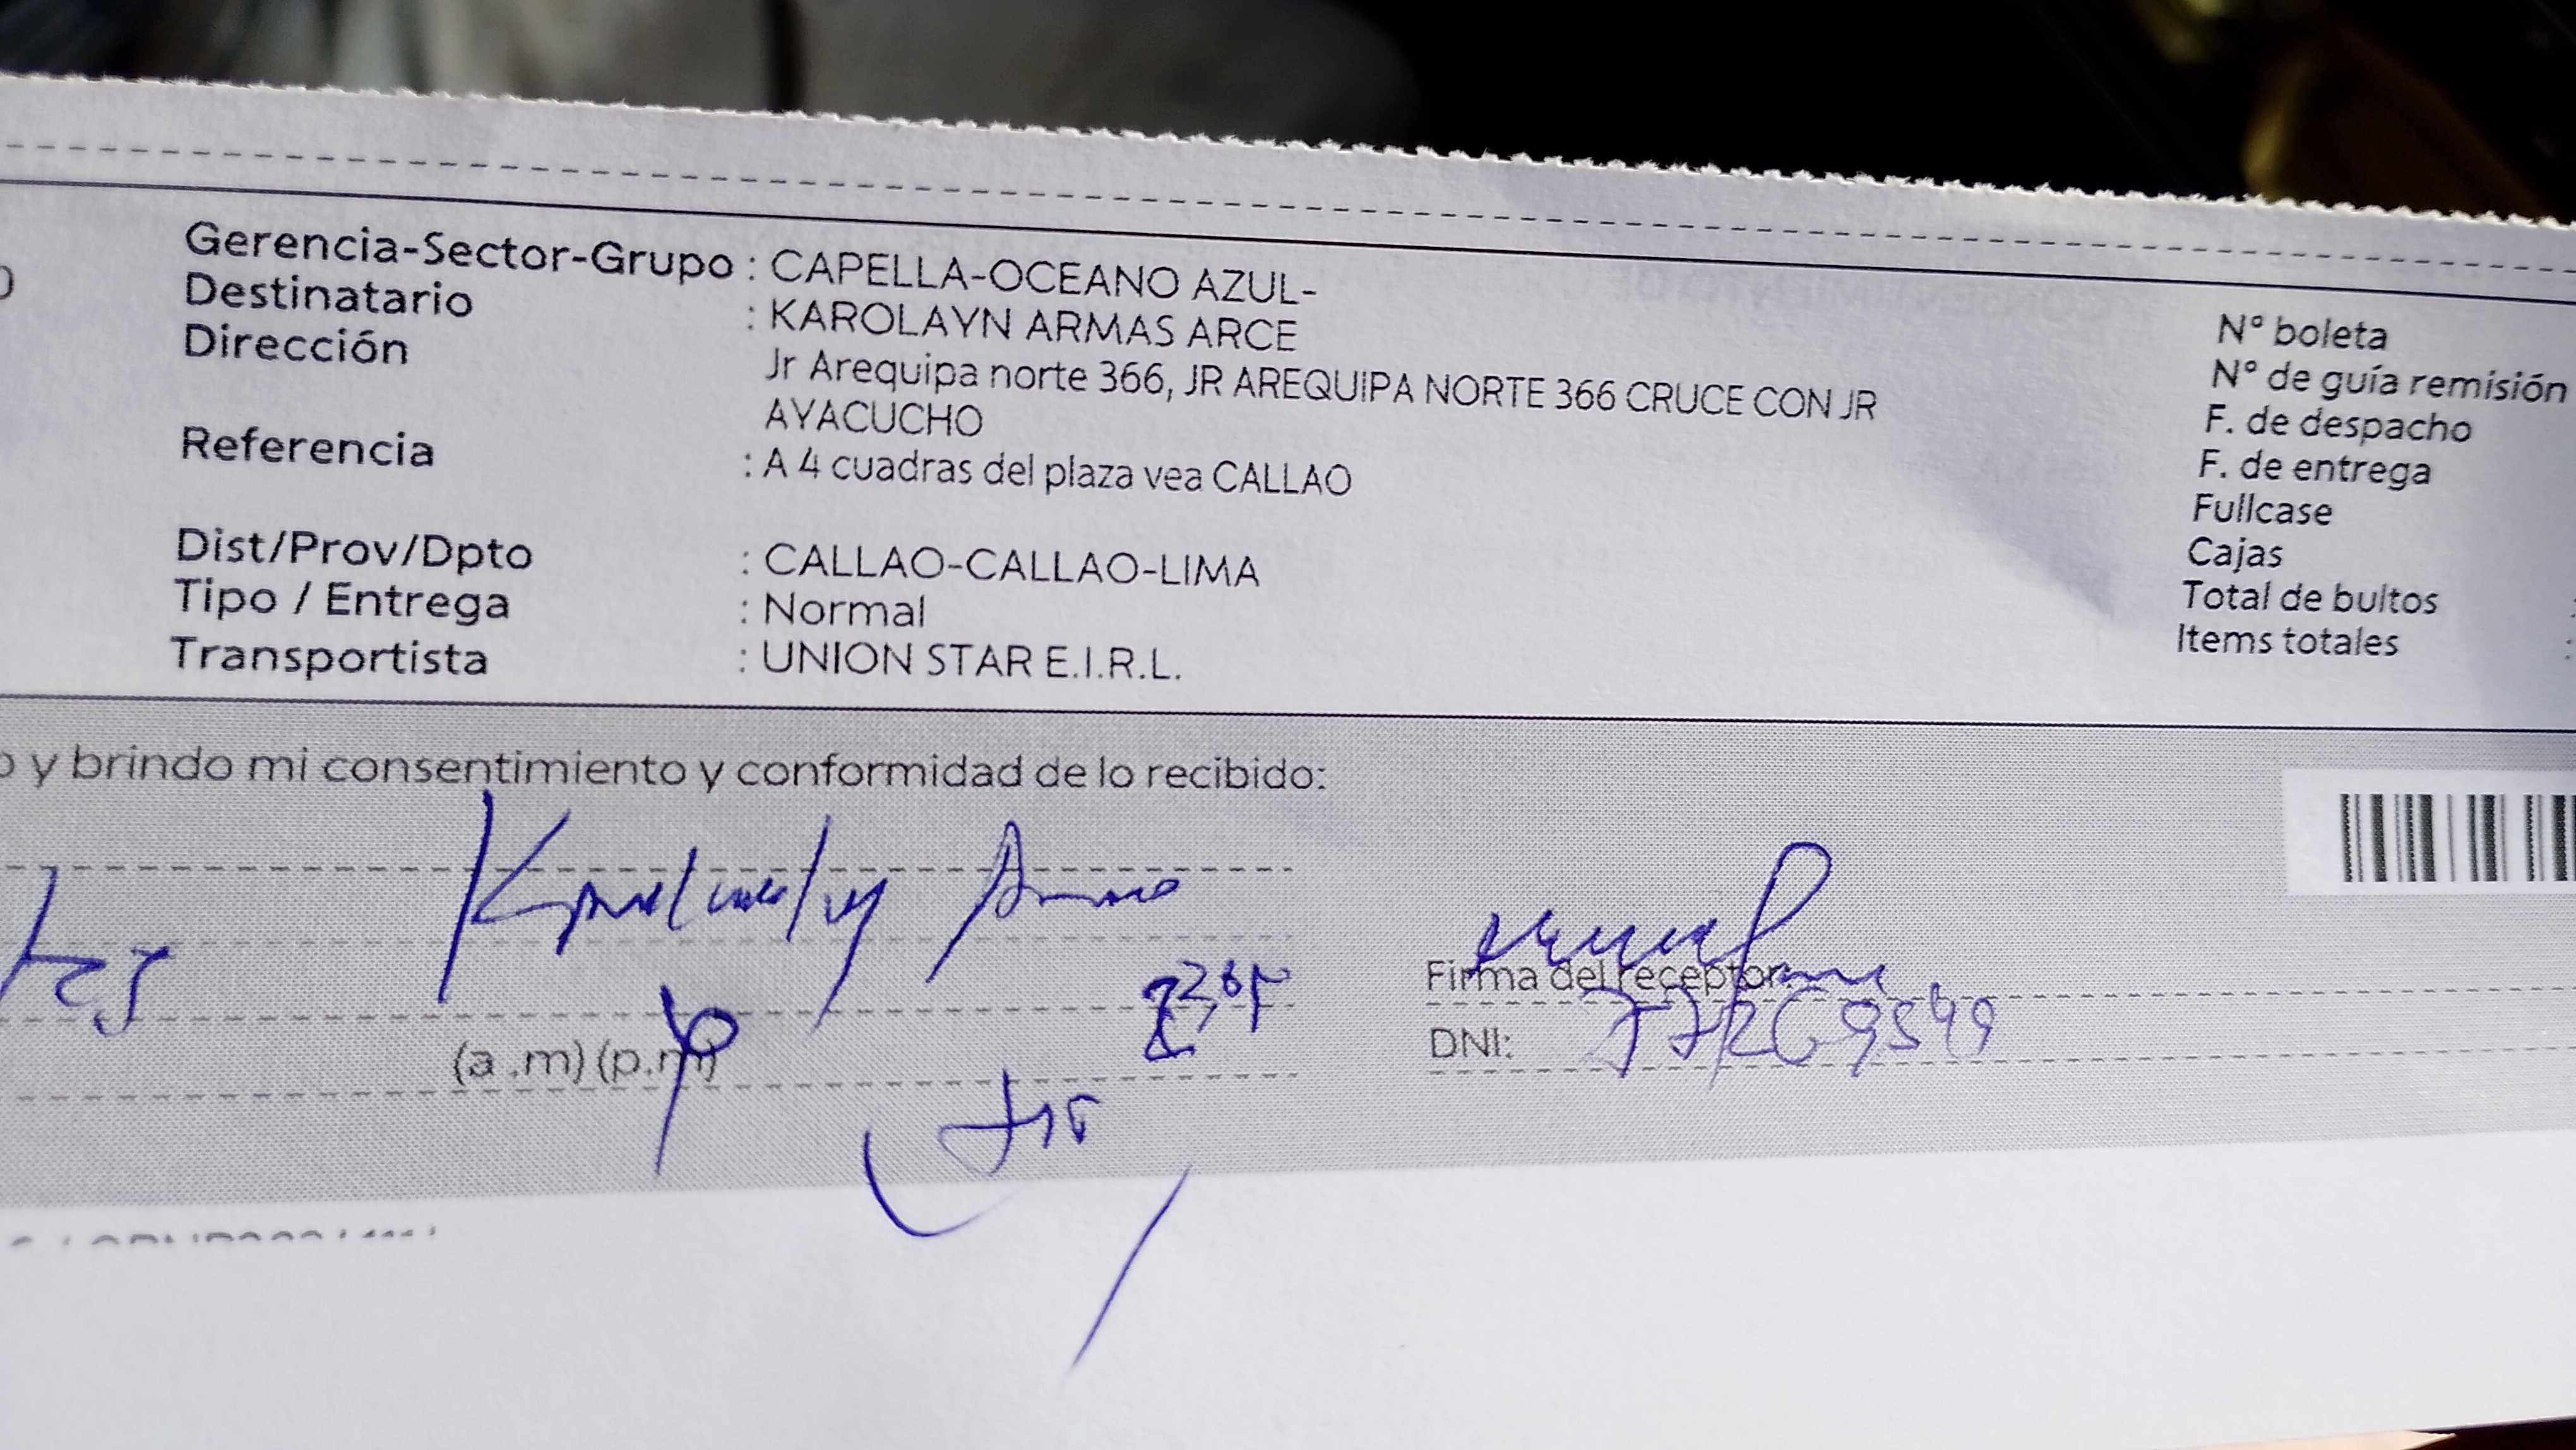 Gerencia-Sector-Grupo : CAPELLA-OCEANO AZUL-
Destinatario : KAROLAYN ARMAS ARCE
Dirección Jr Arequipa norte 366, JR AREQUIPA NORTE 366 CRUCE CON JR
AYACUCHO
Referencia : A 4 cuadras del plaza vea CALLAO
Dist/Prov/Dpto : CALLAO-CALLAO-LIMA
Tipo / Entrega : Normal
Transportista : UNION STAR E.I.R.L.
N° boleta
N° de guía remisión
F. de despacho
F. de entrega
Fullcase
Cajas
Total de bultos
Items totales
y brindo mi consentimiento y conformidad de lo recibido:
Firma del receptor:
(a .m) (p.m)
DNI: